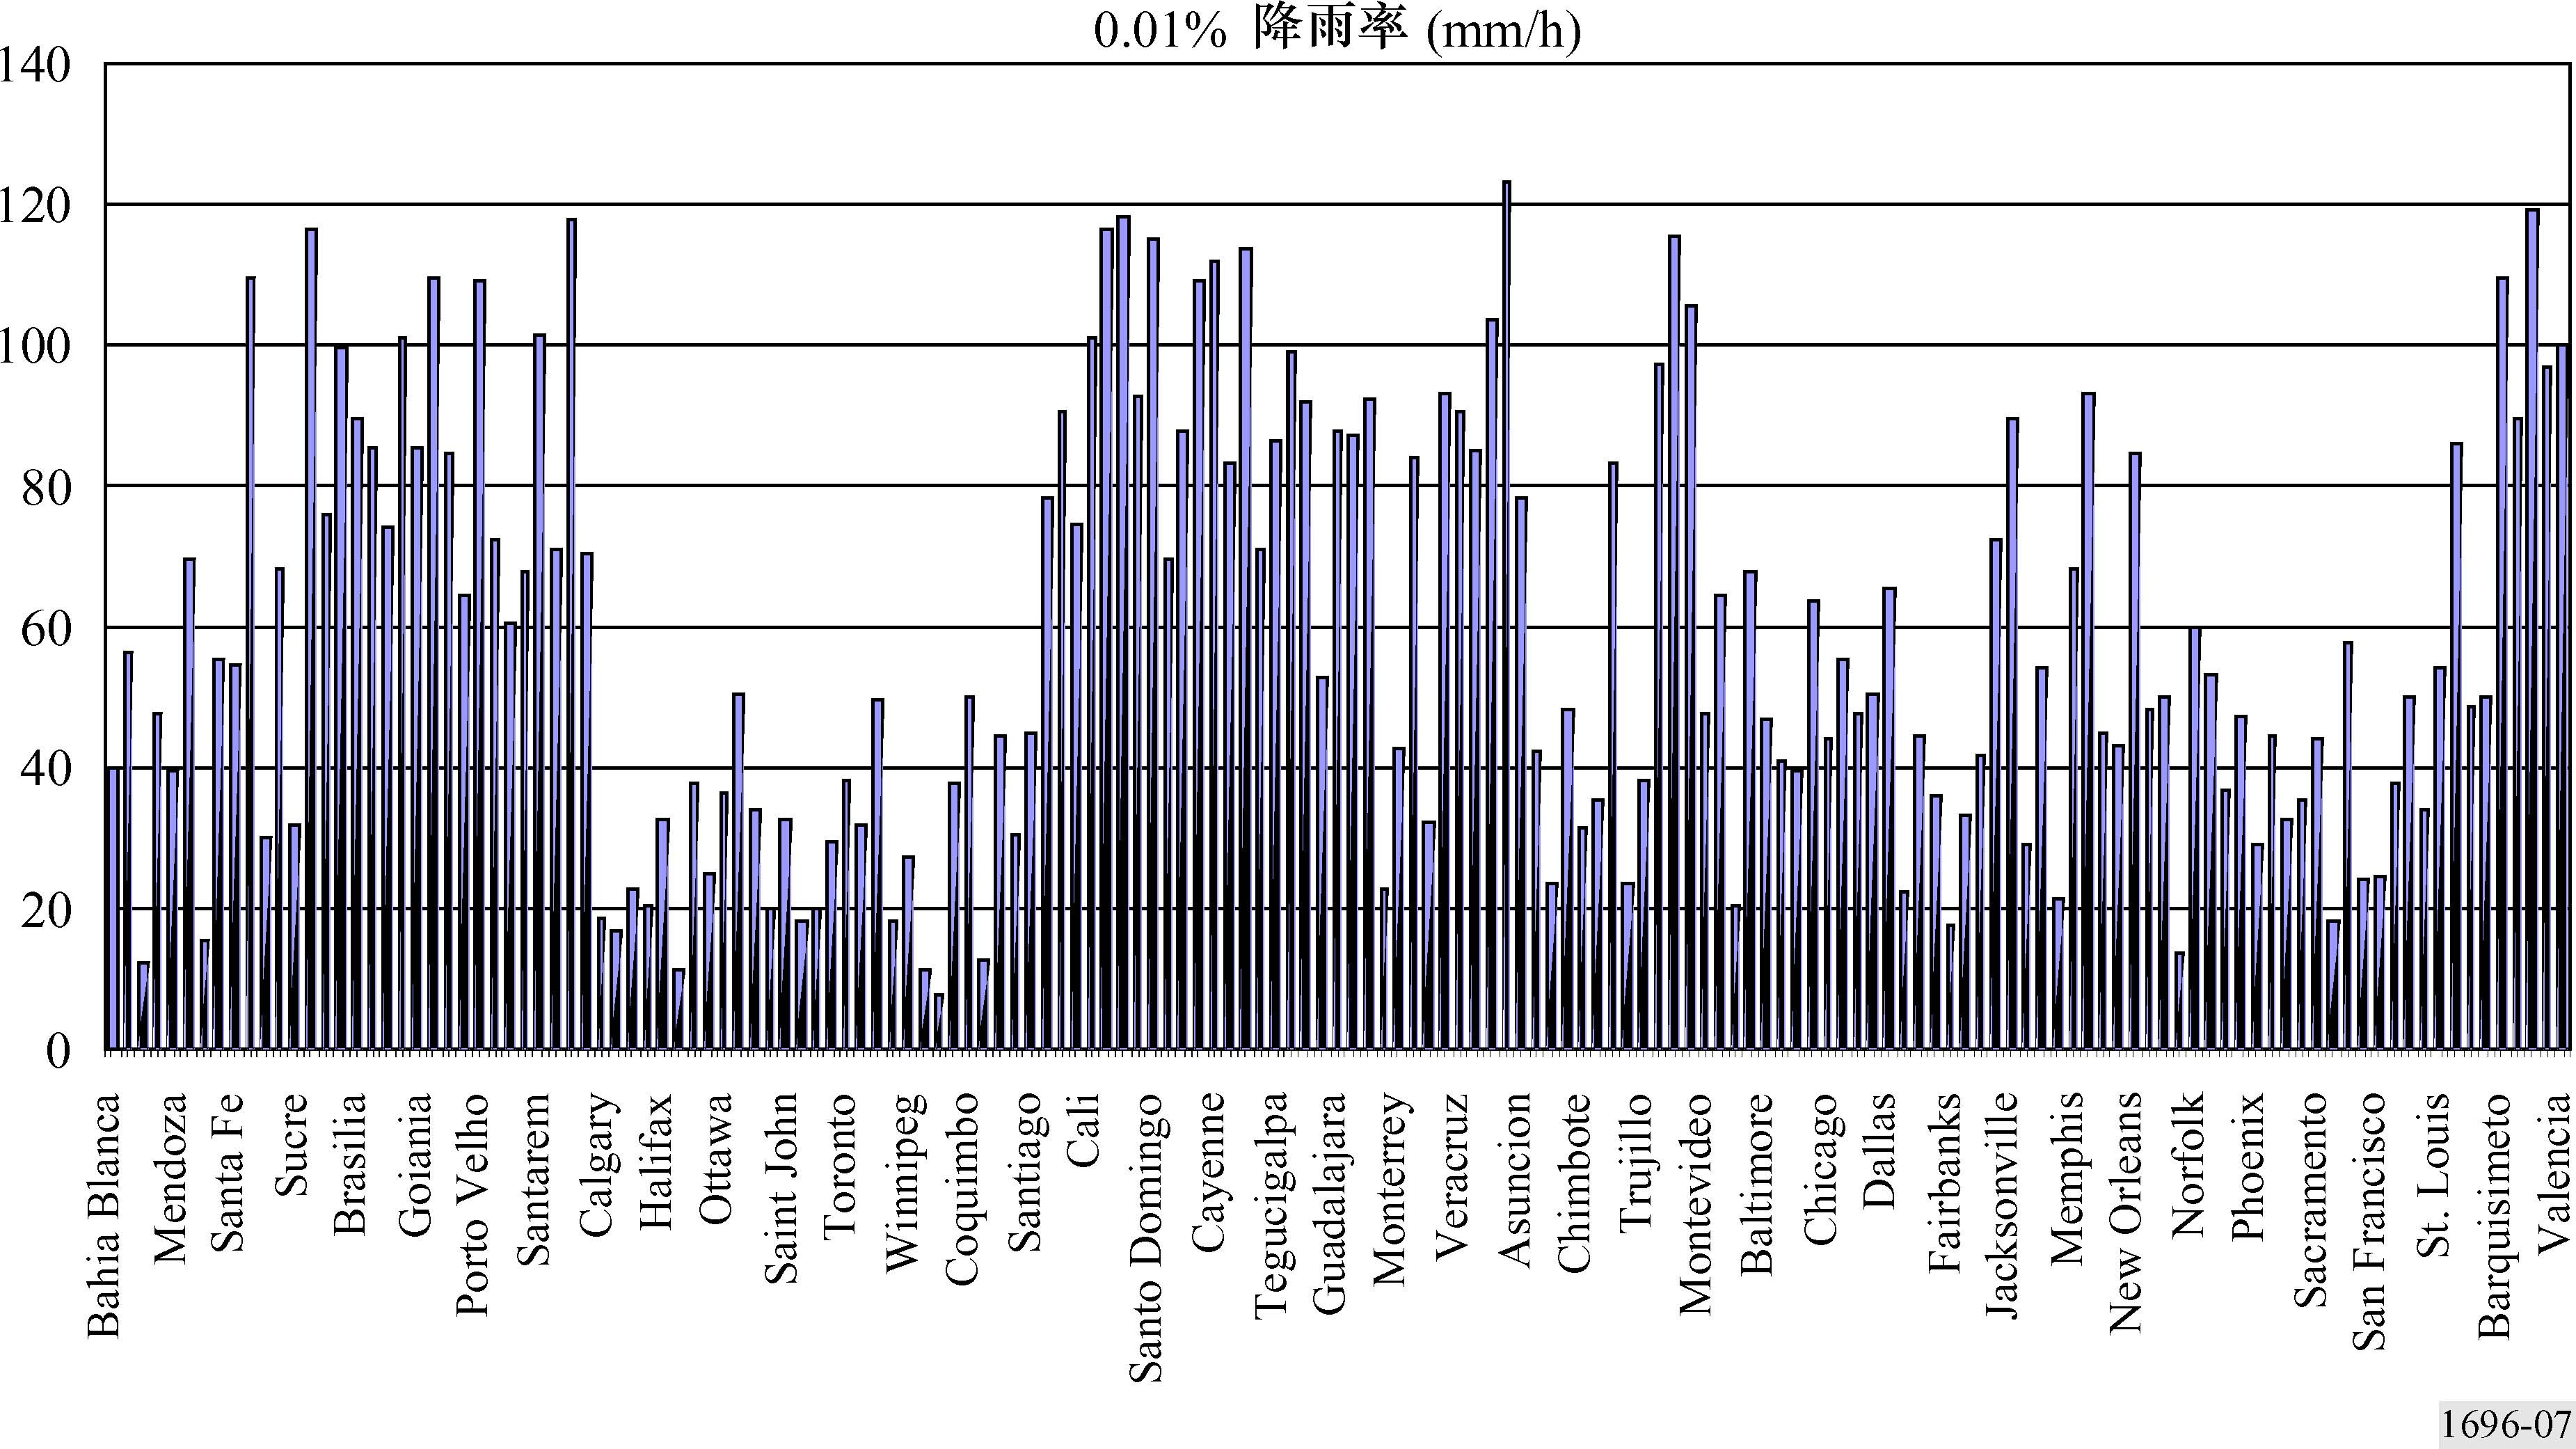 0.01% 降雨率 (mm/h)
140
120
100
80
60
40
20
0
Bahia Blanca
Mendoza
Santa Fe
Sucre
Brasilia
Goiania
Porto Velho
Santarem
Calgary
Halifax
Ottawa
Saint John
Toronto
Winnipeg
Coquimbo
Santiago
Cali
Santo Domingo
Cayenne
Tegucigalpa
Guadalajara
Monterrey
Veracruz
Asuncion
Chimbote
Trujillo
Montevideo
Baltimore
Chicago
Dallas
Fairbanks
Jacksonville
Memphis
New Orleans
Norfolk
Phoenix
Sacramento
San Francisco
St. Louis
Barquisimeto
Valencia
1696-07